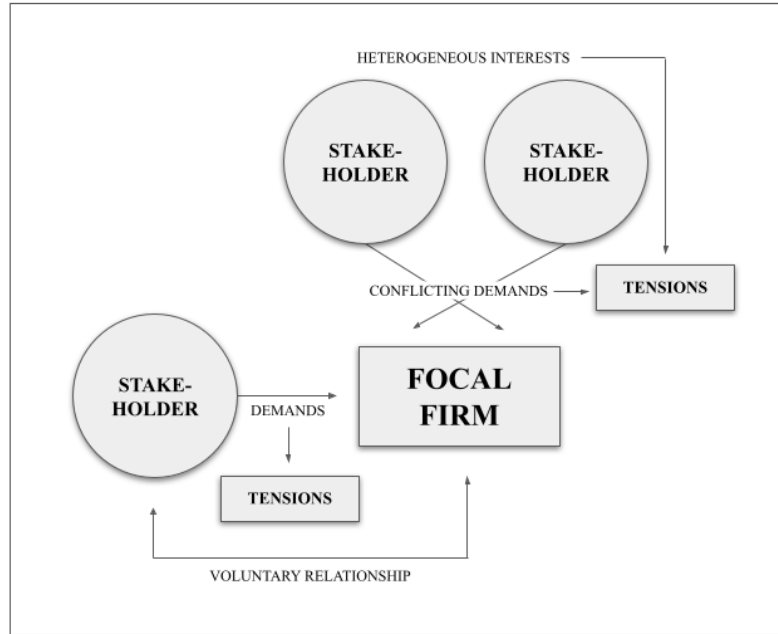 HETEROGENEOUS INTERESTS
STAKE-
HOLDER
STAKE-
HOLDER
CONFLICTING DEMANDS
TENSIONS
STAKE-
HOLDER
DEMANDS
FOCAL
FIRM
TENSIONS
VOLUNTARY RELATIONSHIP